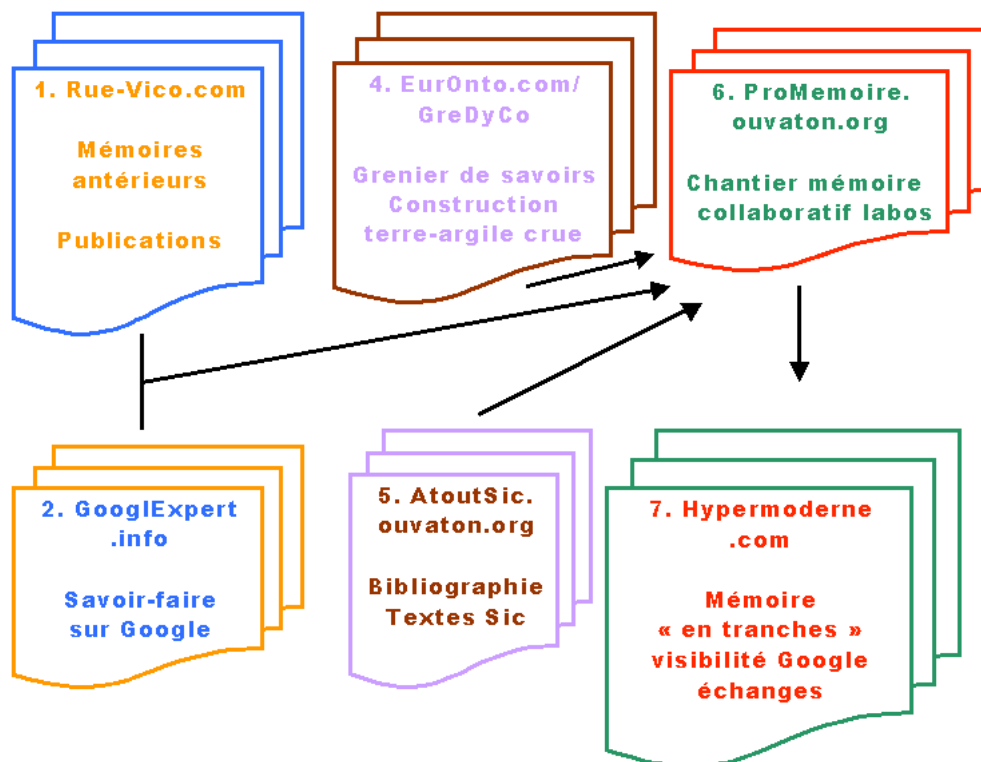 1. Rue-Vico.com
Mémoires
antérieurs
Publications
4. EurOnto.com/
GreDyCo
Grenier de savoirs
Construction
terre-argile crue
6. ProMemoire.
ouvaton.org
Chantier mémoire
collaboratif labos
2. GooglExpert
.info
Savoir-faire
sur Google
5. AtoutSic.
ouvaton.org
Bibliographie
Textes Sic
7. Hypermoderne
.com
Mémoire
« en tranches »
visibilité Google
échanges